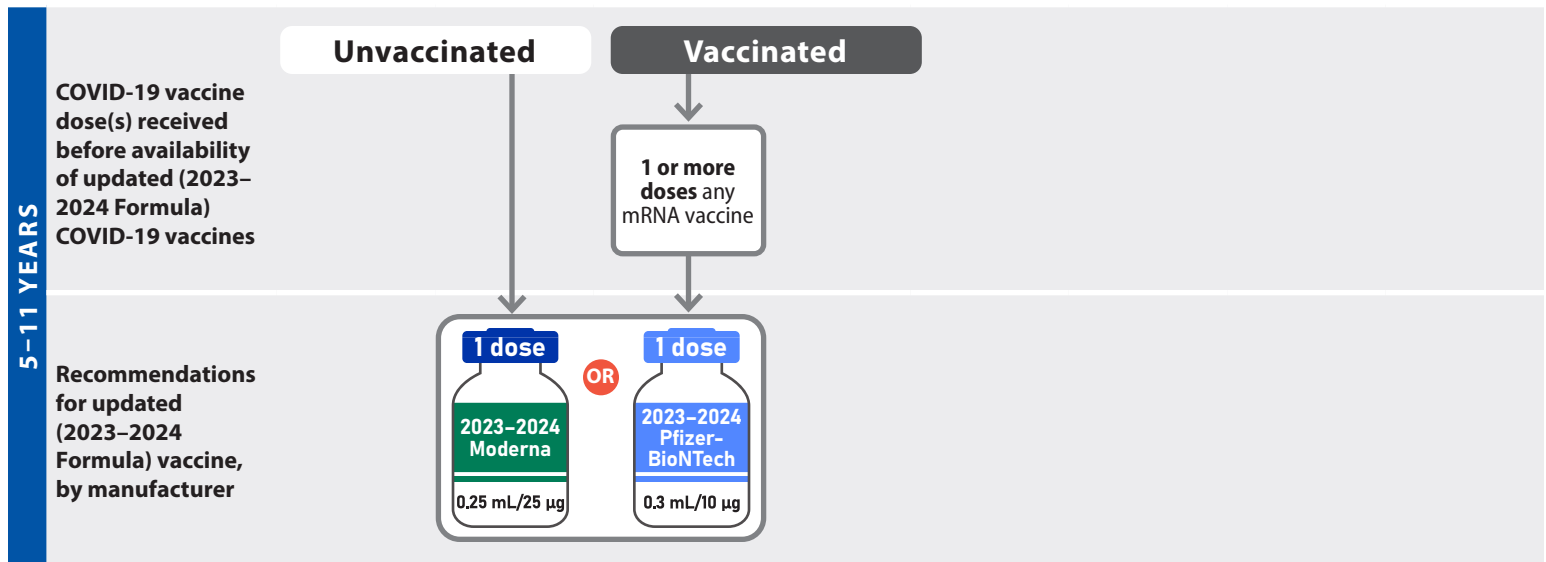 5–11 YEARS
Unvaccinated
Vaccinated
COVID-19 vaccine
dose(s) received
before availability
of updated (2023–
2024 Formula)
COVID-19 vaccines
1 or more
doses any
mRNA vaccine
Recommendations
for updated
(2023–2024
Formula) vaccine,
by manufacturer
1 dose
2023–2024
Moderna
0.25 mL/25 µg
OR
1 dose
2023–2024
Pfizer-
BioNTech
0.3 mL/10 µg